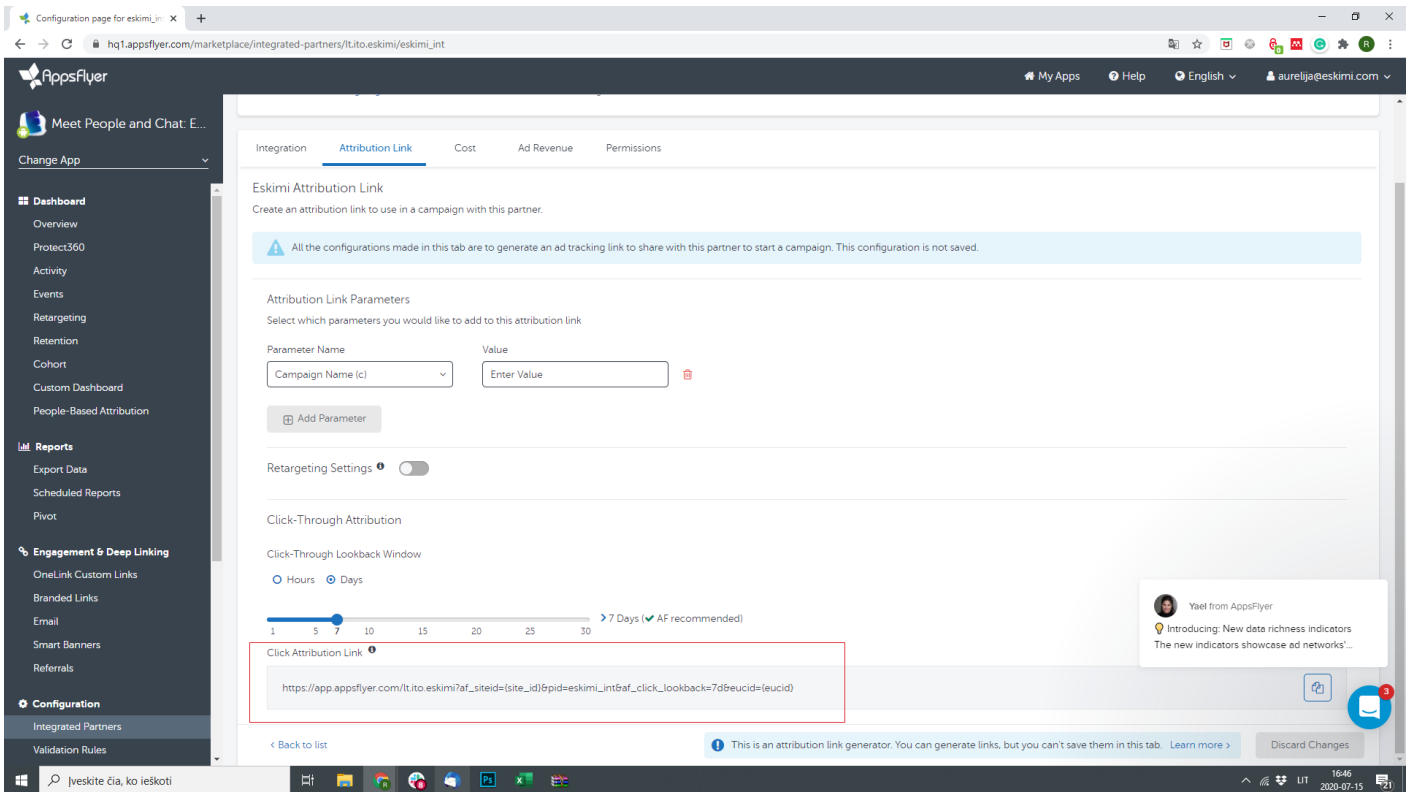 Configuration page for eskimi_in
hq1.appsflyer.com/marketplace/integrated-partners/lt.ito.eskimi/eskimi_int
R
AppsFlyer
My Apps
Help
English
aurelija@eskimi.com
Meet People and Chat: E...
Change App
Dashboard
Overview
Protect360
Activity
Events
Retargeting
Retention
Cohort
Custom Dashboard
People-Based Attribution
Reports
Export Data
Scheduled Reports
Pivot
Engagement & Deep Linking
OneLink Custom Links
Branded Links
Email
Smart Banners
Referrals
Configuration
Integrated Partners
Validation Rules
Integration Attribution Link Cost Ad Revenue Permissions
Eskimi Attribution Link
Create an attribution link to use in a campaign with this partner.
All the configurations made in this tab are to generate an ad tracking link to share with this partner to start a campaign. This configuration is not saved.
Attribution Link Parameters
Select which parameters you would like to add to this attribution link
Parameter Name Value
Campaign Name (c) Enter Value
Add Parameter
Retargeting Settings
Click-Through Attribution
Click-Through Lookback Window
Hours Days
7 Days (✔ AF recommended)
1 5 7 10 15 20 25 30
Click Attribution Link
https://app.appsflyer.com/lt.ito.eskimi?af_siteid={site_id}&pid=eskimi_int&af_click_lookback=7d&eucid={eucid}
Yael from AppsFlyer
Introducing: New data richness indicators
The new indicators showcase ad networks'...
3
< Back to list
This is an attribution link generator. You can generate links, but you can't save them in this tab. Learn more >
Discard Changes
Įveskite čia, ko ieškoti
Ps
LIT
16:46
2020-07-15
21